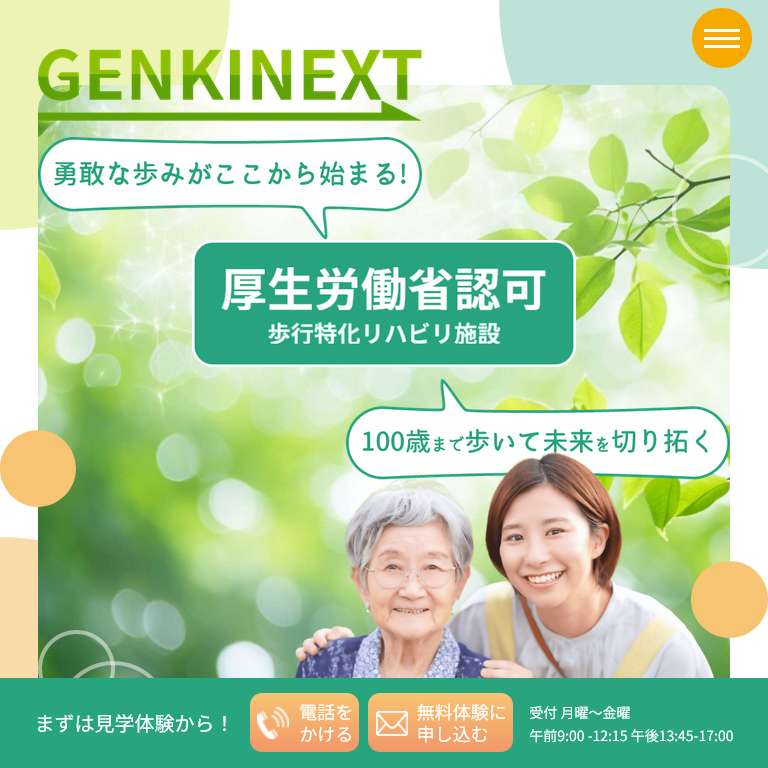 GENKINEXT
勇敢な歩みがここから始まる!
厚生労働省認可
歩行特化リハビリ施設
100歳まで歩いて未来を切り拓く
まずは見学体験から！
電話を
かける
無料体験に
申し込む
受付 月曜〜金曜
午前9:00 -12:15 午後13:45-17:00